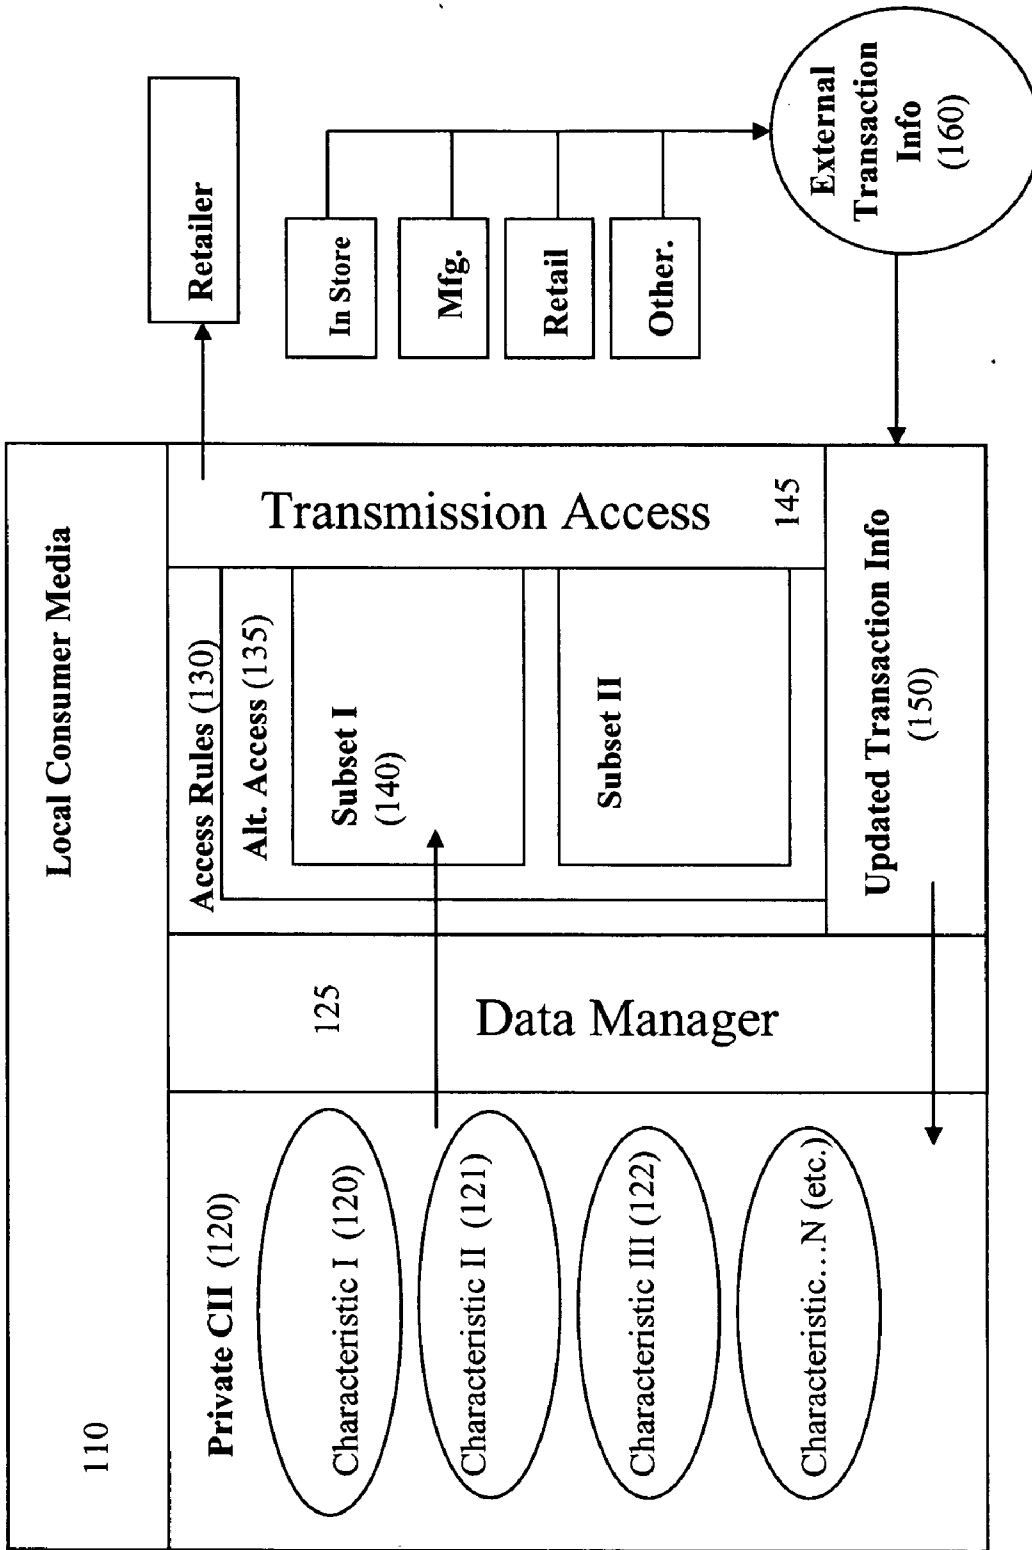 110
Local Consumer Media
Private CII (120)
Characteristic I (120)
Characteristic II (121)
Characteristic III (122)
Characteristic...N (etc.)
125
Data Manager
Access Rules (130)
Alt. Access (135)
Subset I
(140)
Subset II
Transmission Access
145
Updated Transaction Info
(150)
Retailer
In Store
Mfg.
Retail
Other.
External
Transaction
Info
(160)